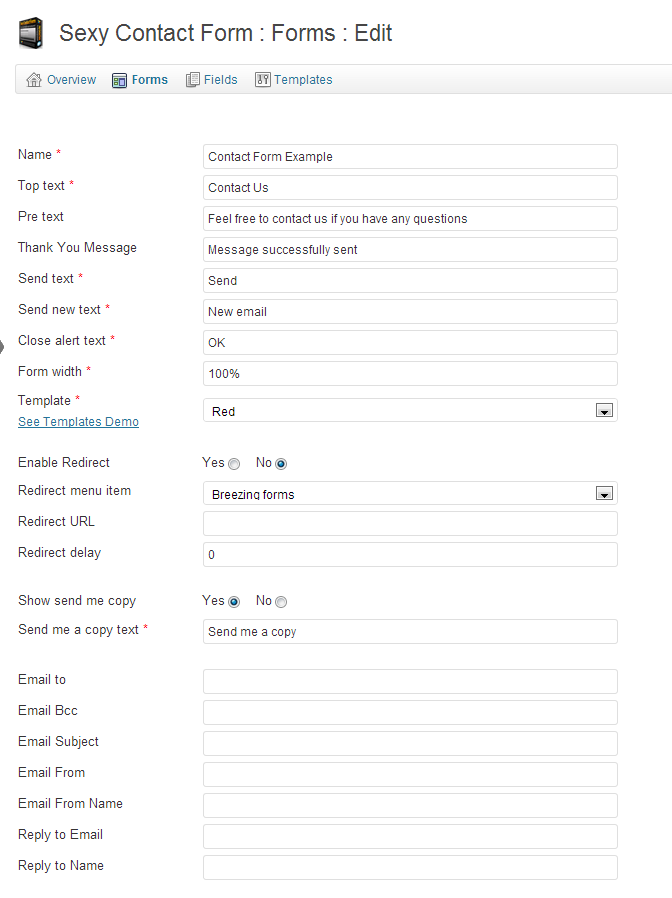 Sexy Contact Form : Forms : Edit
Overview Forms Fields Templates
Name * Contact Form Example
Top text * Contact Us
Pre text Feel free to contact us if you have any questions
Thank You Message Message successfully sent
Send text * Send
Send new text * New email
Close alert text * OK
Form width * 100%
Template * Red
See Templates Demo
Enable Redirect Yes No
Redirect menu item Breezing forms
Redirect URL
Redirect delay 0
Show send me copy Yes No
Send me a copy text * Send me a copy
Email to
Email Bcc
Email Subject
Email From
Email From Name
Reply to Email
Reply to Name